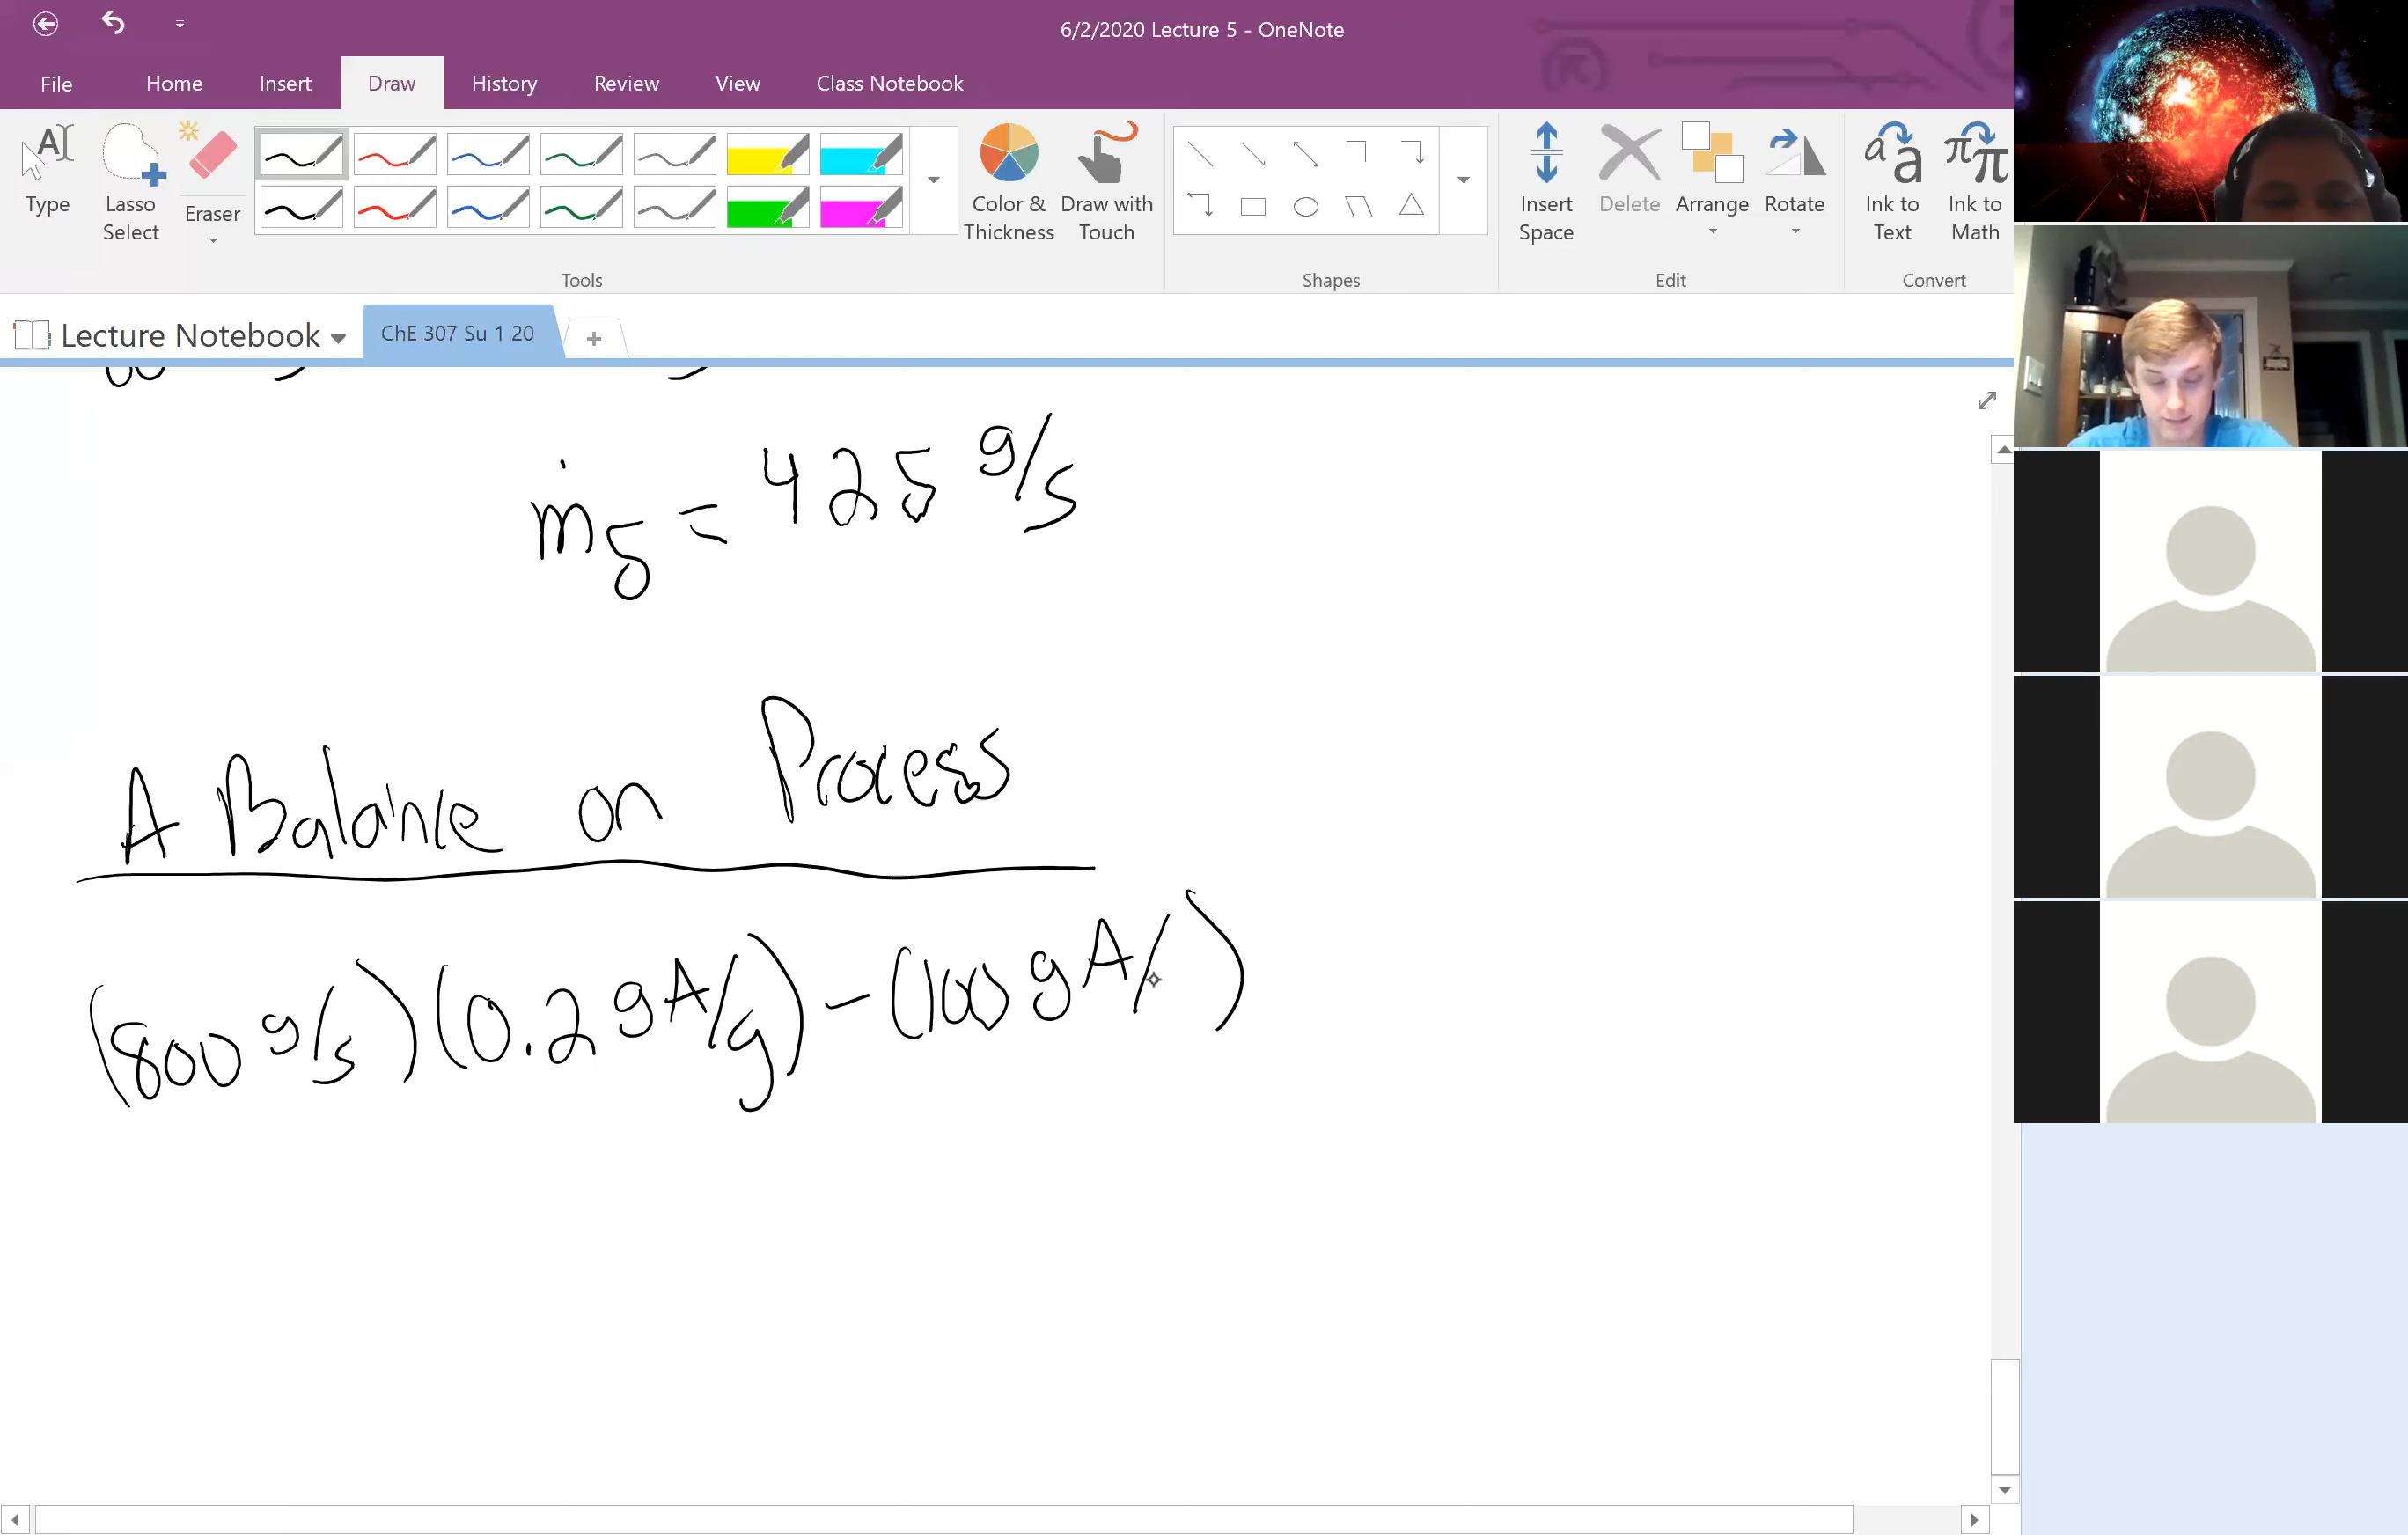 6/2/2020 Lecture 5 - OneNote
File Home Insert Draw History Review View Class Notebook
Type
Lasso Select
Eraser
Color & Thickness
Draw with Touch
Insert Space
Delete
Arrange
Rotate
Ink to Text
Ink to Math
Tools
Shapes
Edit
Convert
Lecture Notebook
ChE 307 Su 1 20
ṁ5 = 425 g/s
A Balance on Process
(800 g/s)(0.2 gA/g) - (100 gA/ )